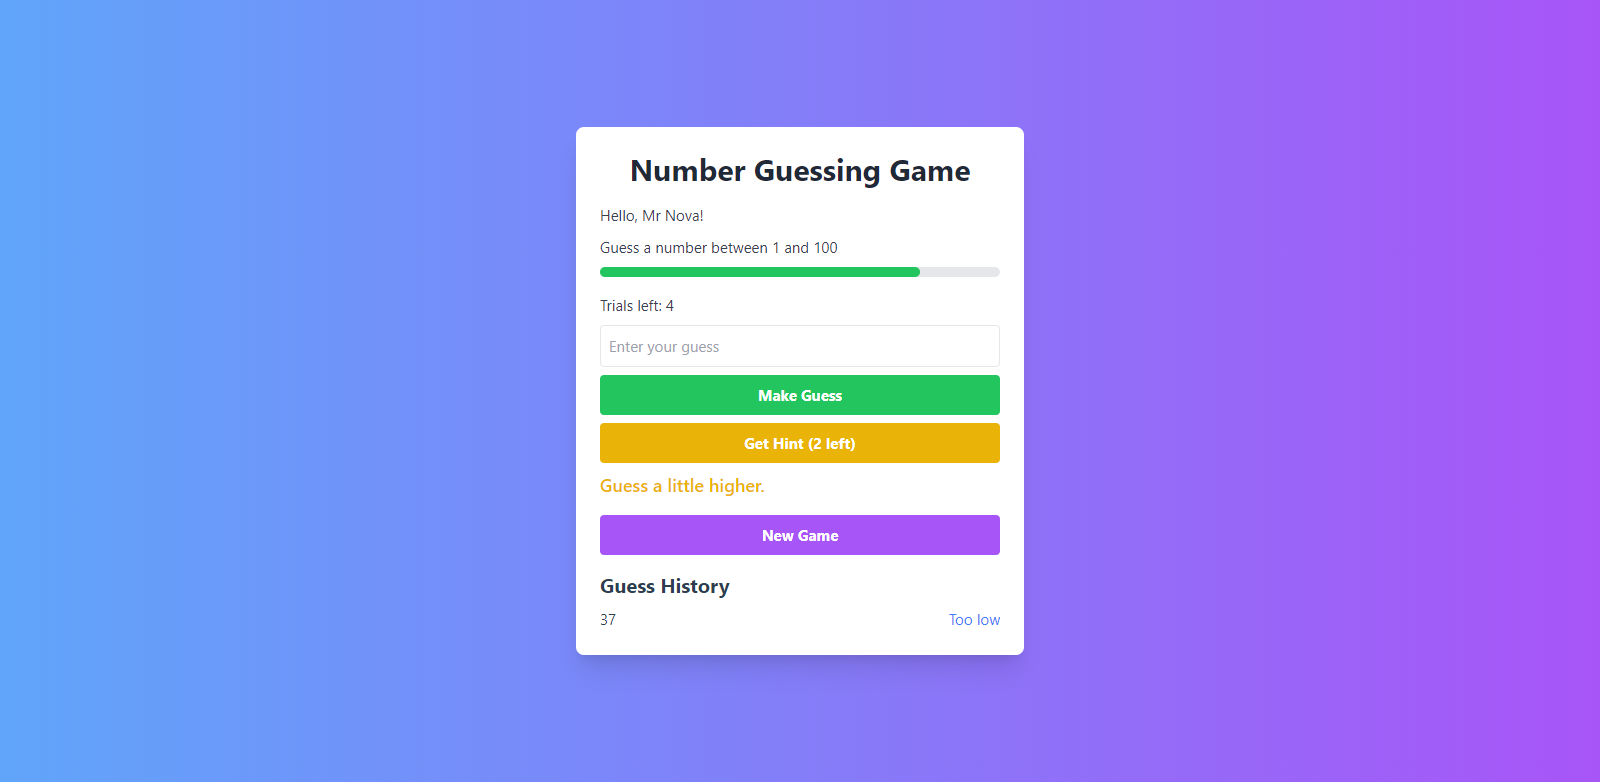 Number Guessing Game
Hello, Mr Nova!
Guess a number between 1 and 100
Trials left: 4
Enter your guess
Make Guess
Get Hint (2 left)
Guess a little higher.
New Game
Guess History
37 Too low